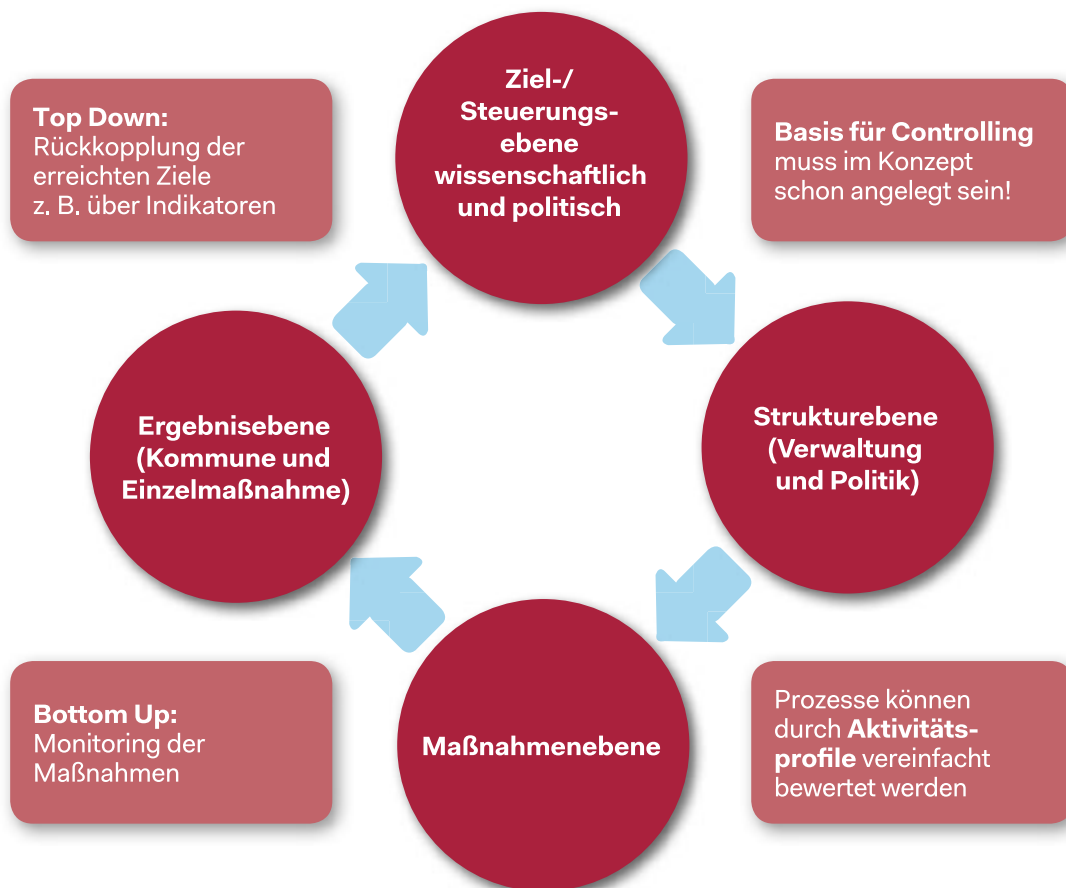 Ziel-/
Steuerungs-
ebene
wissenschaftlich
und politisch
Top Down:
Rückkopplung der
erreichten Ziele
z. B. über Indikatoren
Basis für Controlling
muss im Konzept
schon angelegt sein!
Ergebnisebene
(Kommune und
Einzelmaßnahme)
Strukturebene
(Verwaltung
und Politik)
Bottom Up:
Monitoring der
Maßnahmen
Maßnahmenebene
Prozesse können
durch Aktivitäts-
profile vereinfacht
bewertet werden